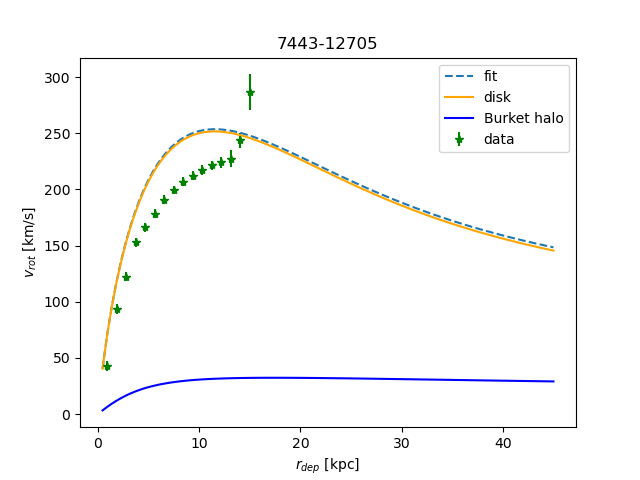 7443-12705
300
250
200
150
100
50
0
v_rot [km/s]
fit
disk
Burket halo
data
0 10 20 30 40
r_dep [kpc]